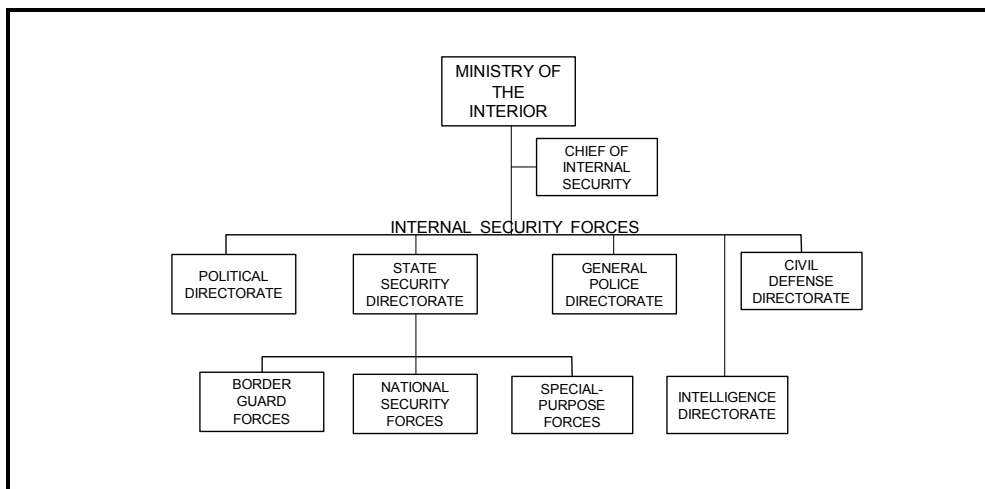 MINISTRY OF
THE
INTERIOR
CHIEF OF
INTERNAL
SECURITY
INTERNAL SECURITY FORCES
POLITICAL
DIRECTORATE
STATE
SECURITY
DIRECTORATE
GENERAL
POLICE
DIRECTORATE
CIVIL
DEFENSE
DIRECTORATE
BORDER
GUARD
FORCES
NATIONAL
SECURITY
FORCES
SPECIAL-
PURPOSE
FORCES
INTELLIGENCE
DIRECTORATE